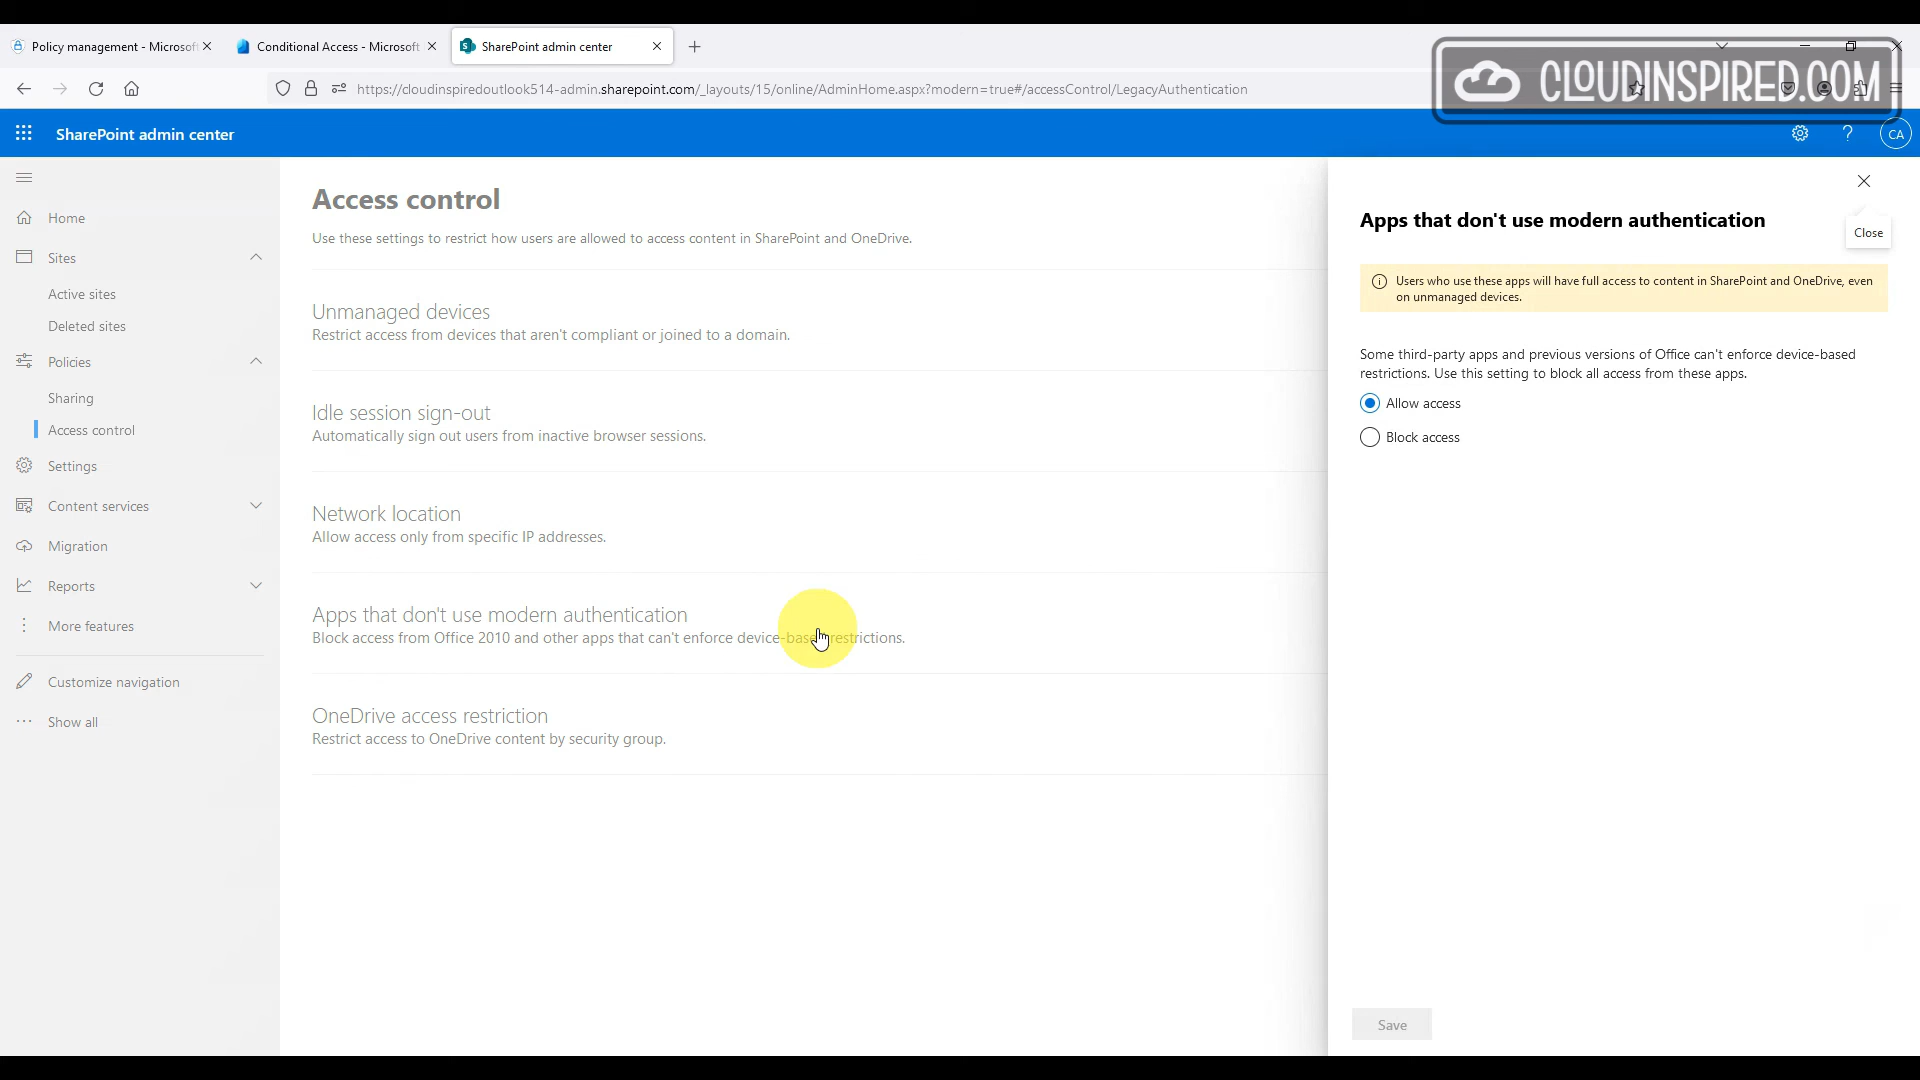 Policy management - Microsof
Conditional Access - Microsoft
SharePoint admin center
https://cloudinspiredoutlook514-admin.sharepoint.com/_layouts/15/online/AdminHome.aspx?modern=true#/accessControl/LegacyAuthentication
CLOUDINSPIRED.COM
SharePoint admin center
?
CA
Home
Sites
Active sites
Deleted sites
Policies
Sharing
Access control
Settings
Content services
Migration
Reports
More features
Customize navigation
Show all
Access control
Use these settings to restrict how users are allowed to access content in SharePoint and OneDrive.
Unmanaged devices
Restrict access from devices that aren't compliant or joined to a domain.
Idle session sign-out
Automatically sign out users from inactive browser sessions.
Network location
Allow access only from specific IP addresses.
Apps that don't use modern authentication
Block access from Office 2010 and other apps that can't enforce device-based restrictions.
OneDrive access restriction
Restrict access to OneDrive content by security group.
Apps that don't use modern authentication
Close
Users who use these apps will have full access to content in SharePoint and OneDrive, even
on unmanaged devices.
Some third-party apps and previous versions of Office can't enforce device-based
restrictions. Use this setting to block all access from these apps.
Allow access
Block access
Save